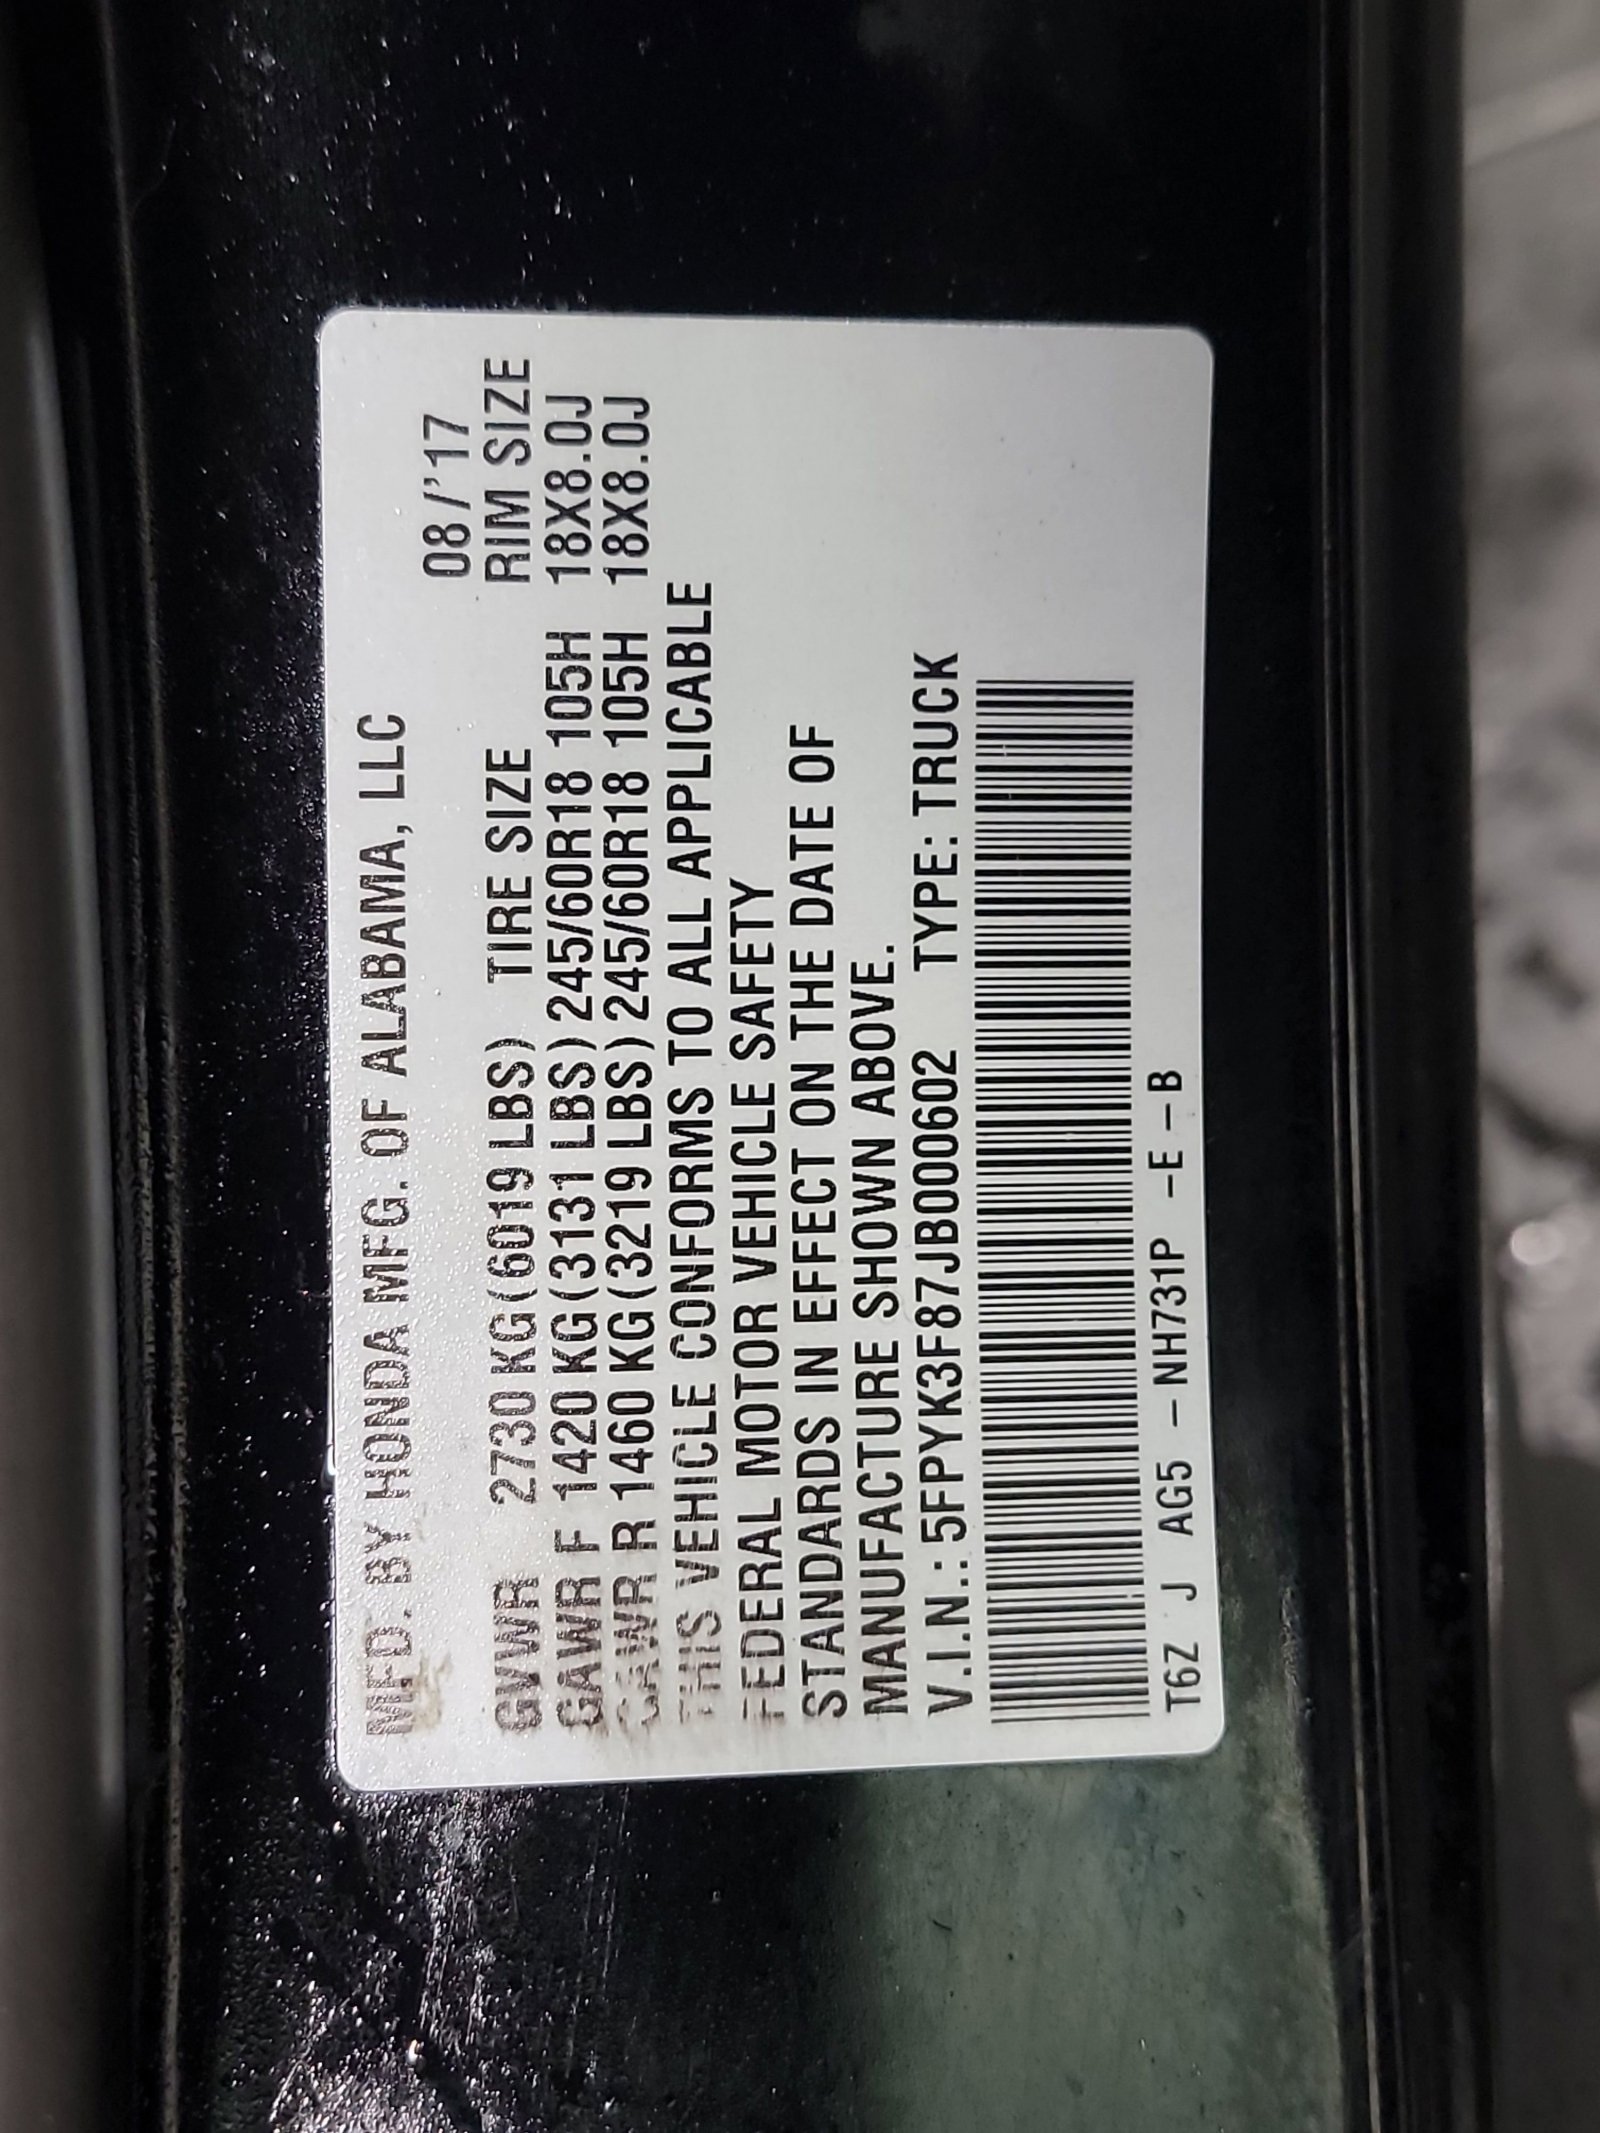 MFD. BY HONDA MFG. OF ALABAMA, LLC
08/'17
GVWR 2730 KG(6019 LBS) TIRE SIZE RIM SIZE
GAWR F 1420 KG(3131 LBS)245/60R18 105H 18X8.0J
GAWR R 1460 KG(3219 LBS)245/60R18 105H 18X8.0J
THIS VEHICLE CONFORMS TO ALL APPLICABLE
FEDERAL MOTOR VEHICLE SAFETY
STANDARDS IN EFFECT ON THE DATE OF
MANUFACTURE SHOWN ABOVE.
V.I.N.: 5FPYK3F87JB000602 TYPE: TRUCK
T6Z J AG5 -NH731P -E -B